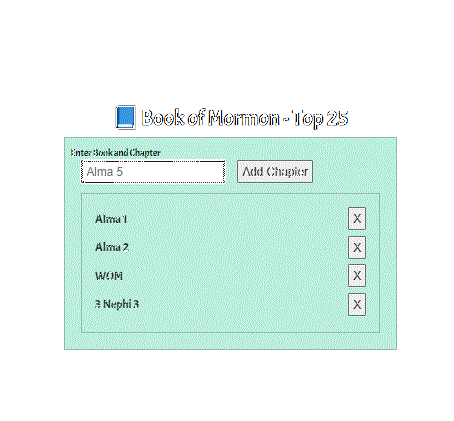 Book of Mormon - Top 25
Enter Book and Chapter
Alma 5 Add Chapter
Alma 1 X
Alma 2 X
WOM X
3 Nephi 3 X